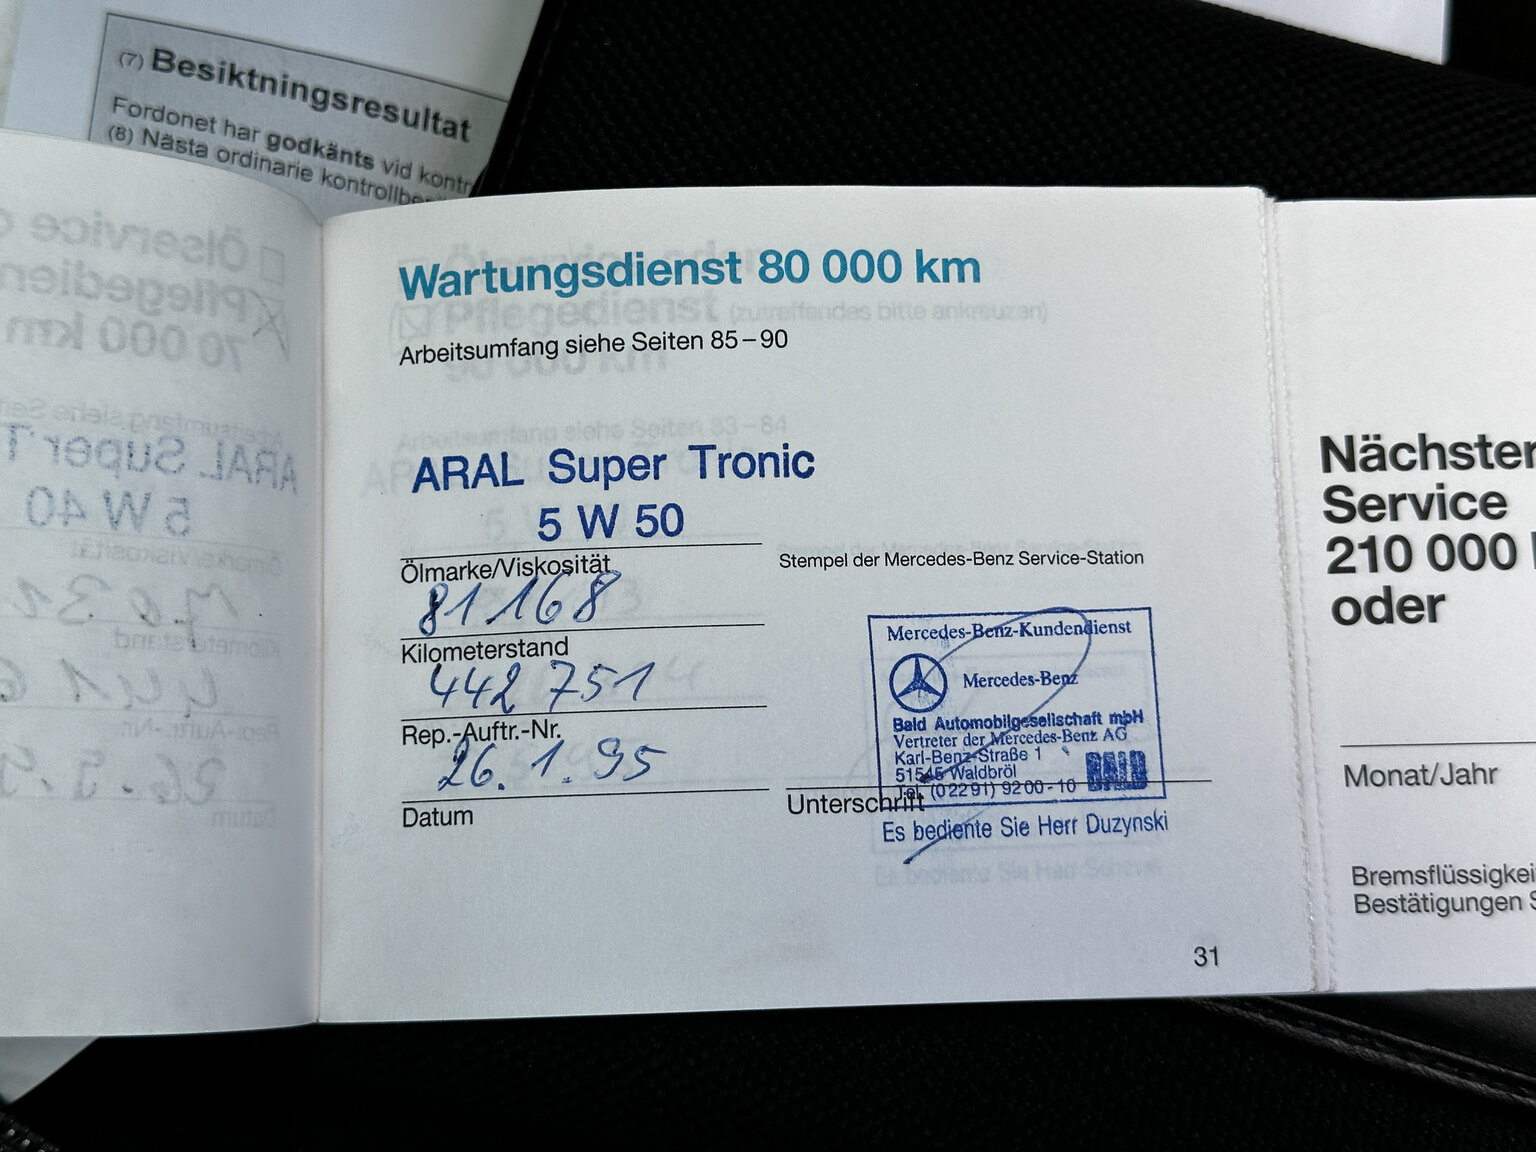 (7) Besiktningsresultat
Fordonet har godkänts vid kontr
(8) Nästa ordinarie kontrollbe
Wartungsdienst 80 000 km
Arbeitsumfang siehe Seiten 85–90
ARAL Super Tronic
5 W 50
Ölmarke/Viskosität
81168
Kilometerstand
442 751
Rep.-Auftr.-Nr.
26.1.95
Datum
Stempel der Mercedes-Benz Service-Station
Mercedes-Benz-Kundendienst
Mercedes-Benz
Bald Automobilgesellschaft mbH
Vertreter der Mercedes-Benz AG
Karl-Benz-Straße 1
51545 Waldbröl
Tel. (02291) 9200-10
BALD
Unterschrift
Es bediente Sie Herr Duzynski
31
Nächster
Service
210 000
oder
Monat/Jahr
Bremsflüssigkei
Bestätigungen S